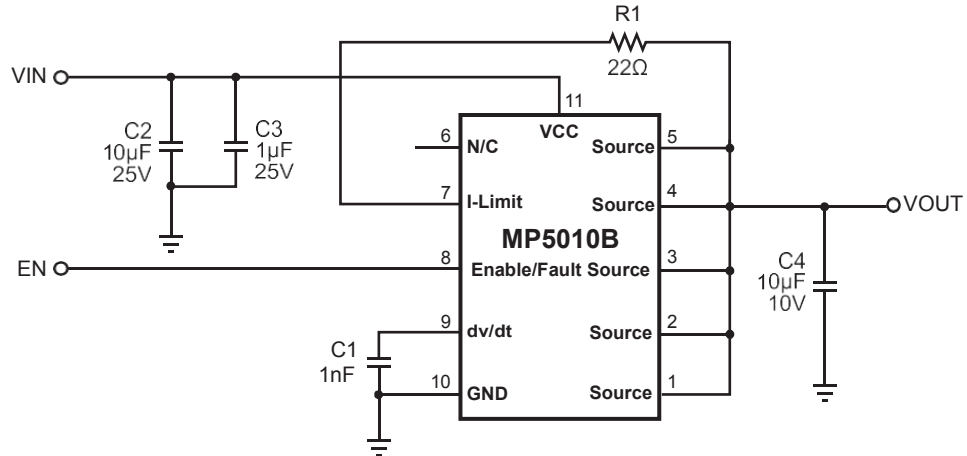 R1
22Ω
VIN
11
VCC
C2
10µF
25V
C3
1µF
25V
6
N/C
Source
5
7
I-Limit
Source
4
VOUT
MP5010B
EN
8
Enable/Fault Source
3
C4
10µF
10V
9
dv/dt
Source
2
C1
1nF
10
GND
Source
1